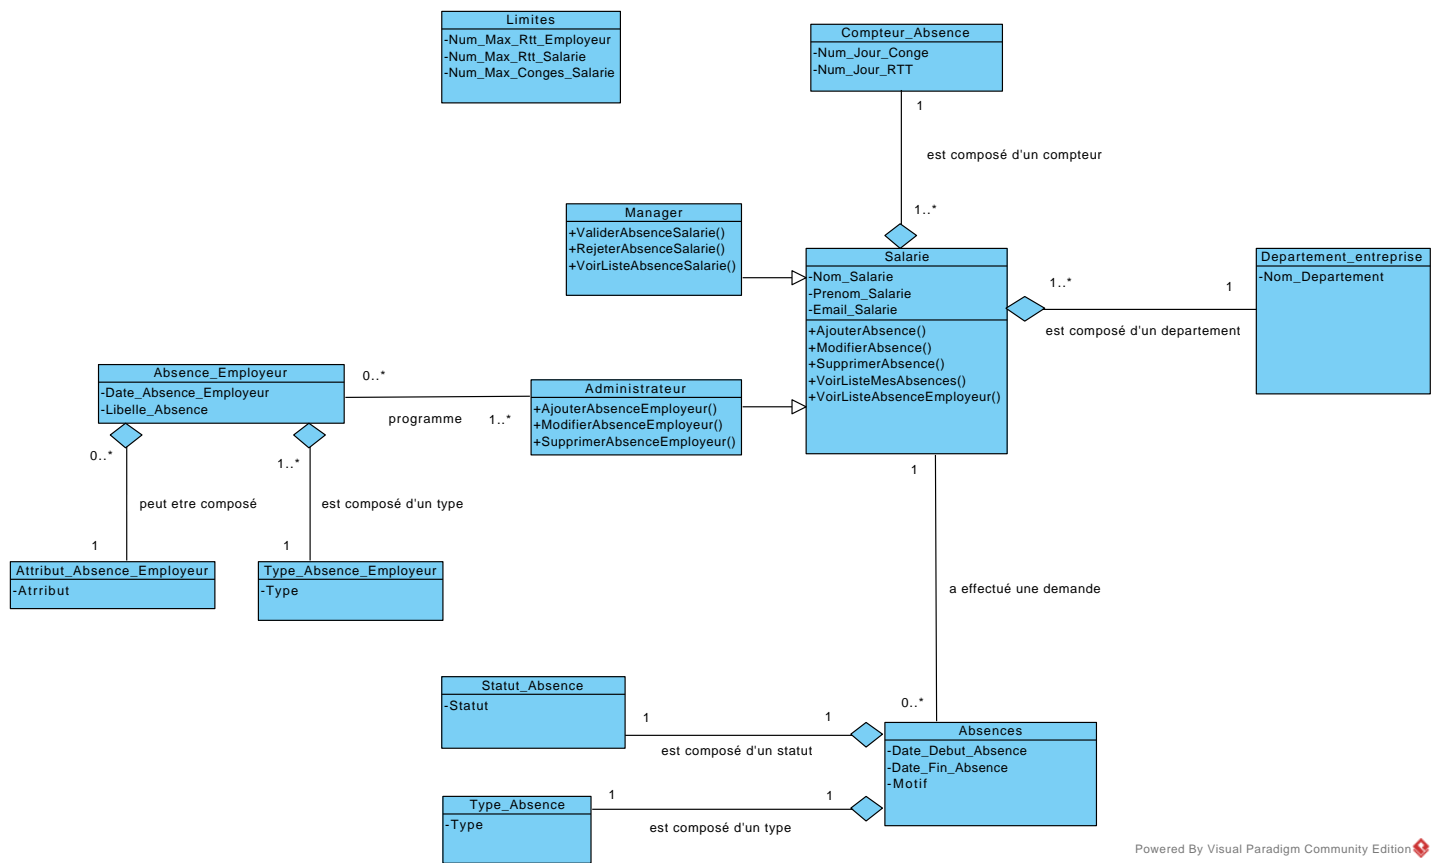 Limites
-Num_Max_Rtt_Employeur
-Num_Max_Rtt_Salarie
-Num_Max_Conges_Salarie
Compteur_Absence
-Num_Jour_Conge
-Num_Jour_RTT
1
est composé d'un compteur
1..*
Manager
+ValiderAbsenceSalarie()
+RejeterAbsenceSalarie()
+VoirListeAbsenceSalarie()
Salarie
-Nom_Salarie
-Prenom_Salarie
-Email_Salarie
+AjouterAbsence()
+ModifierAbsence()
+SupprimerAbsence()
+VoirListeMesAbsences()
+VoirListeAbsenceEmployeur()
1..*
1
est composé d'un departement
Departement_entreprise
-Nom_Departement
Absence_Employeur
-Date_Absence_Employeur
-Libelle_Absence
0..*
programme
1..*
Administrateur
+AjouterAbsenceEmployeur()
+ModifierAbsenceEmployeur()
+SupprimerAbsenceEmployeur()
0..*
1..*
peut etre composé
est composé d'un type
1
1
Attribut_Absence_Employeur
-Atrribut
Type_Absence_Employeur
-Type
1
a effectué une demande
0..*
Statut_Absence
-Statut
1
1
est composé d'un statut
Absences
-Date_Debut_Absence
-Date_Fin_Absence
-Motif
Type_Absence
-Type
1
1
est composé d'un type
Powered By Visual Paradigm Community Edition